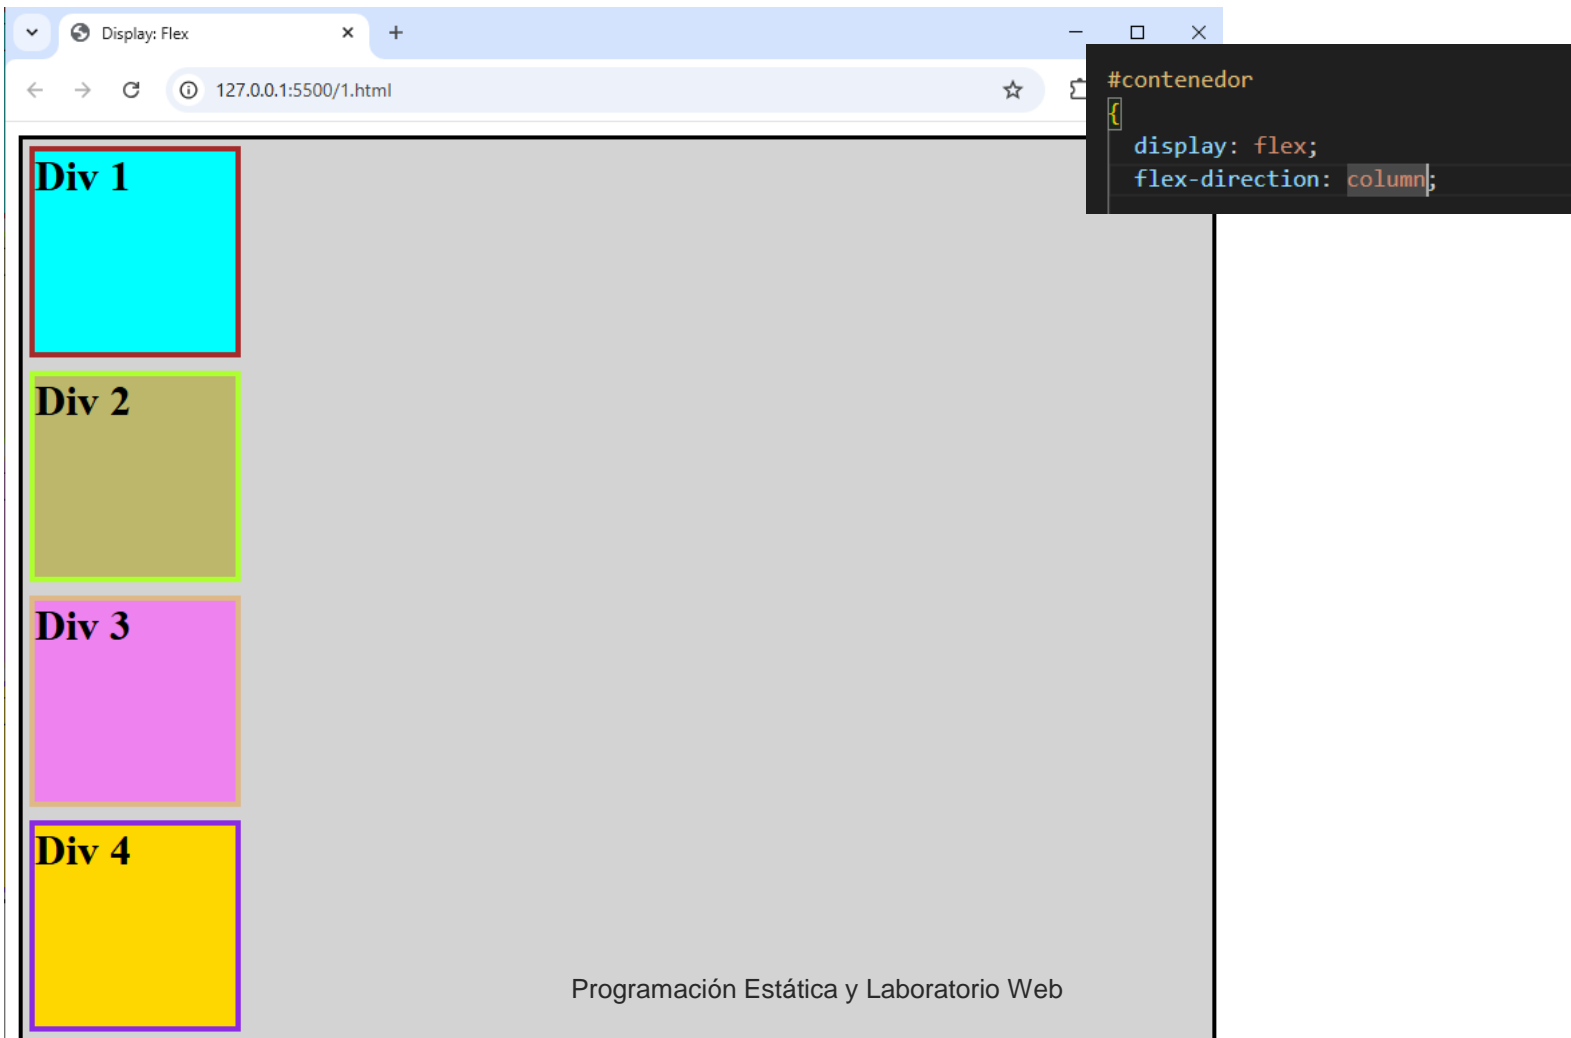 Display: Flex
127.0.0.1:5500/1.html
#contenedor
{
display: flex;
flex-direction: column;
Div 1
Div 2
Div 3
Div 4
Programación Estática y Laboratorio Web